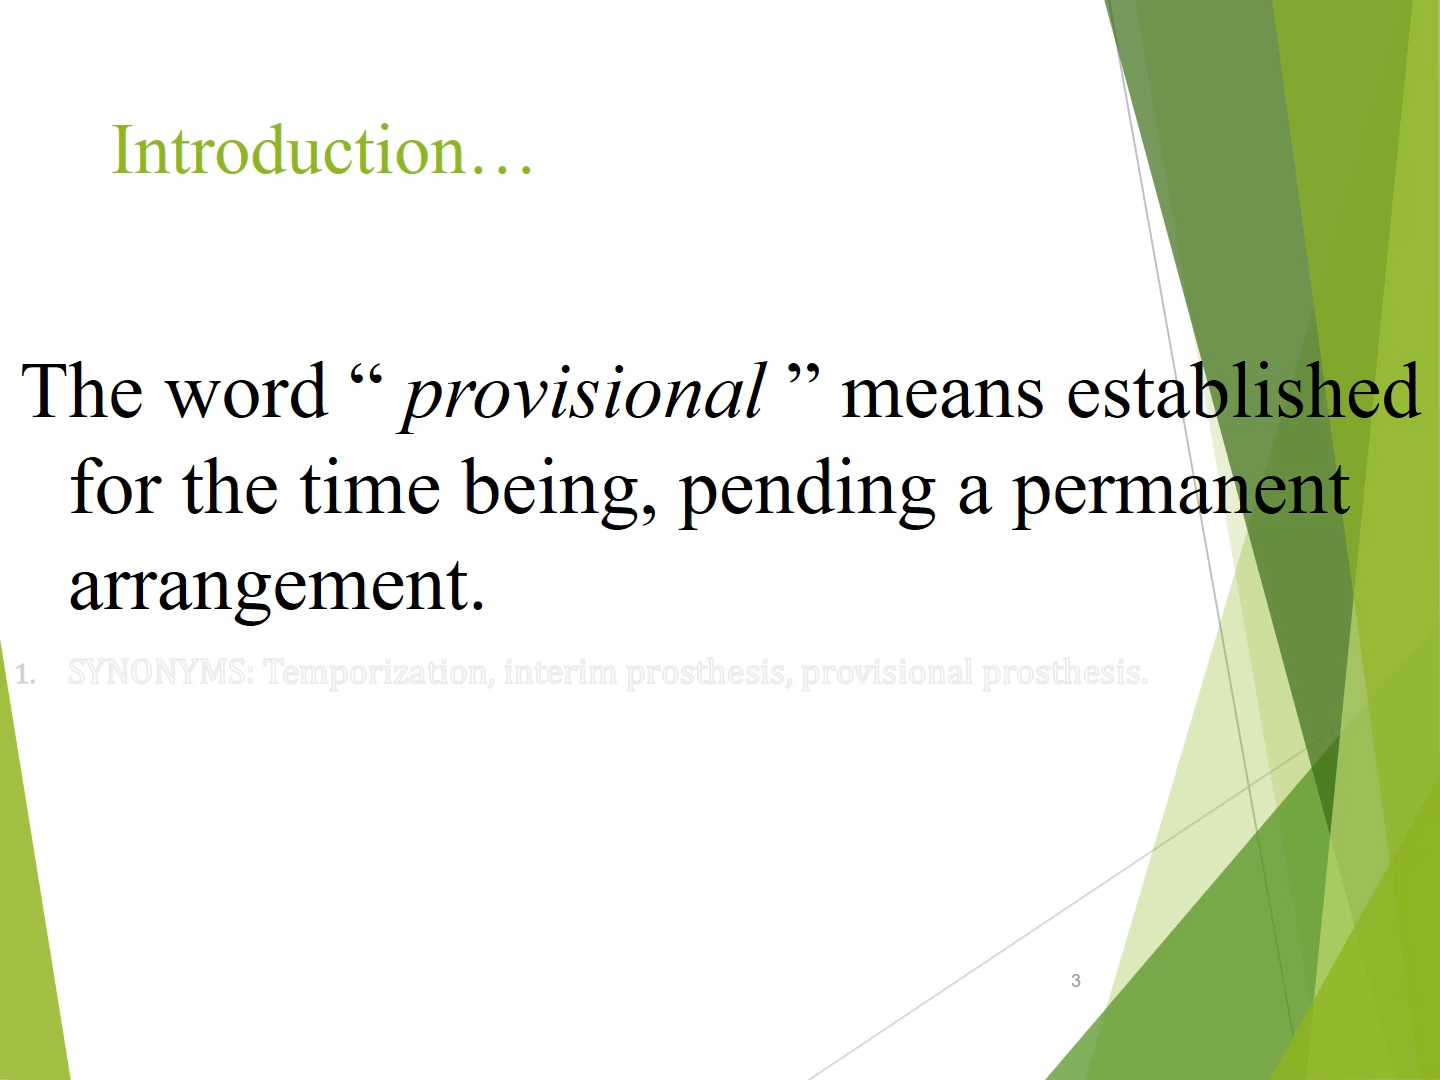 Introduction…
The word “ provisional ” means established
for the time being, pending a permanent
arrangement.
1. SYNONYMS: Temporization, interim prosthesis, provisional prosthesis.
3